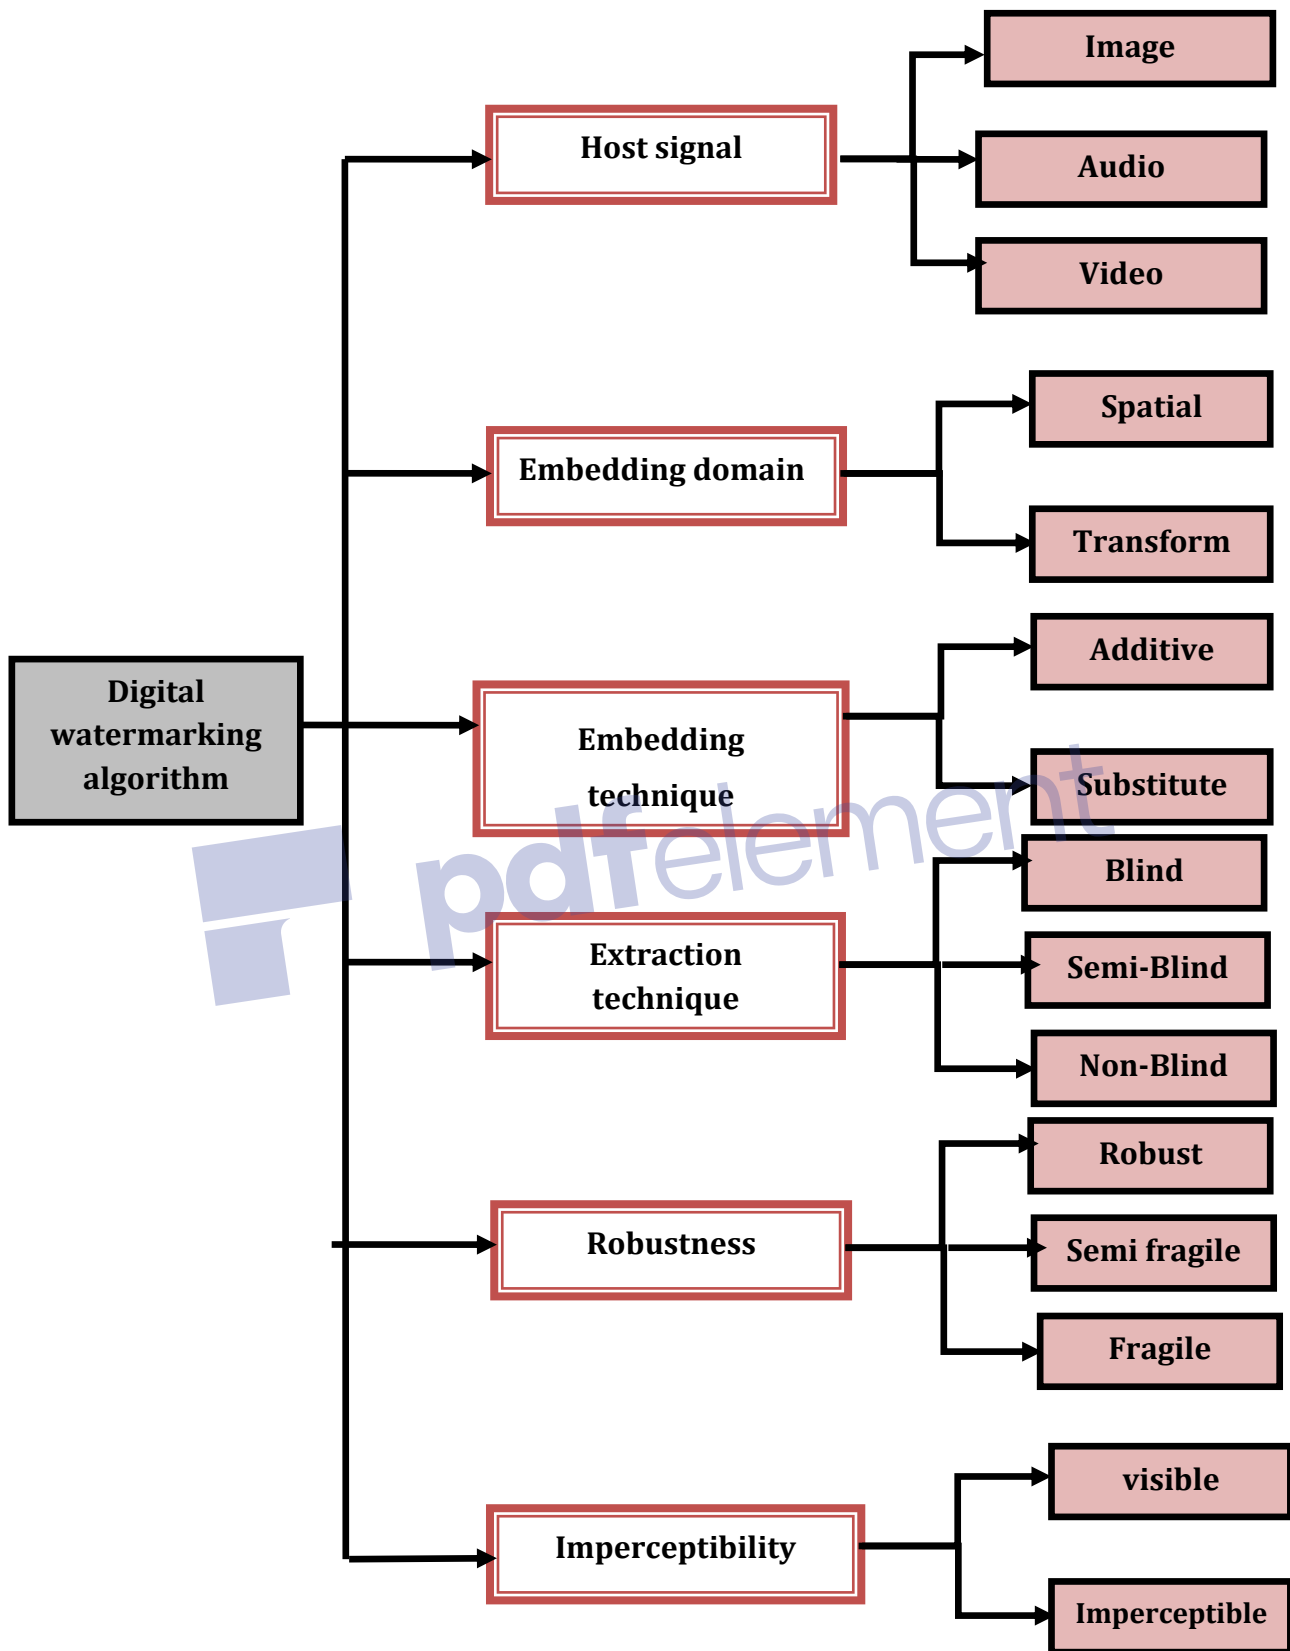 Image
Host signal
Audio
Video
Spatial
Embedding domain
Transform
Additive
Digital
watermarking
algorithm
Embedding
technique
Substitute
pdfelement
Blind
Extraction
technique
Semi-Blind
Non-Blind
Robust
Robustness
Semi fragile
Fragile
visible
Imperceptibility
Imperceptible